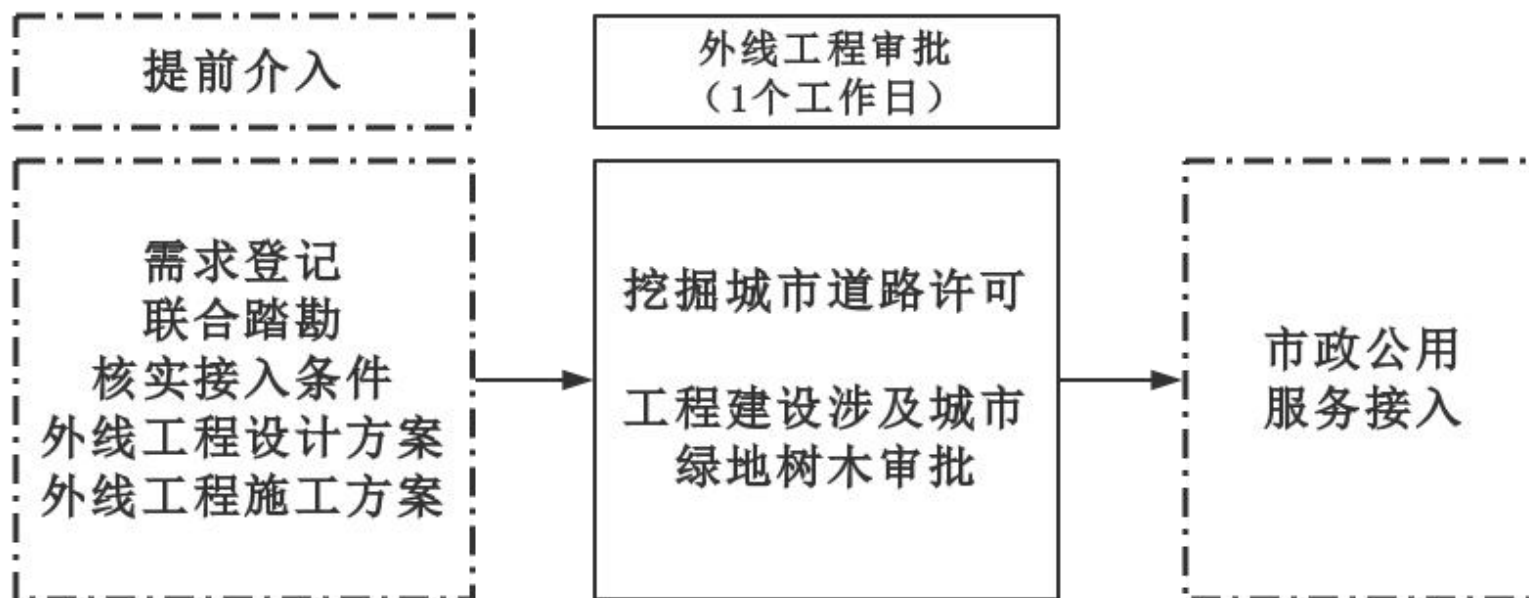 提前介入
外线工程审批
（1个工作日）
需求登记
联合踏勘
核实接入条件
外线工程设计方案
外线工程施工方案
挖掘城市道路许可
工程建设涉及城市
绿地树木审批
市政公用
服务接入